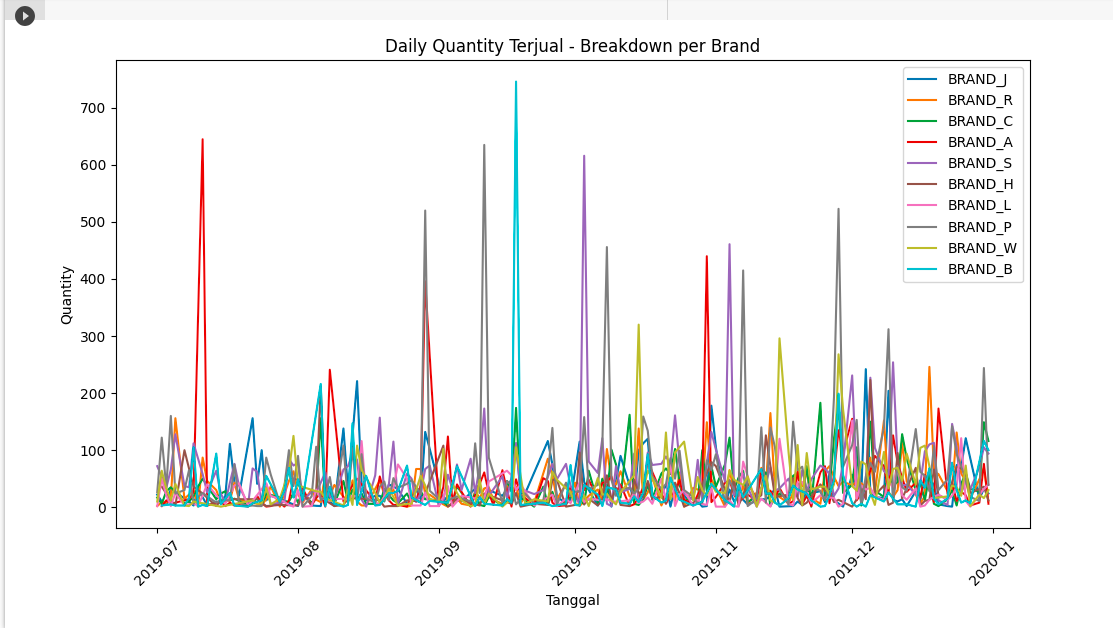 Daily Quantity Terjual - Breakdown per Brand
700
600
500
400
300
200
100
0
Quantity
BRAND_J
BRAND_R
BRAND_C
BRAND_A
BRAND_S
BRAND_H
BRAND_L
BRAND_P
BRAND_W
BRAND_B
2019-07
2019-08
2019-09
2019-10
2019-11
2019-12
2020-01
Tanggal